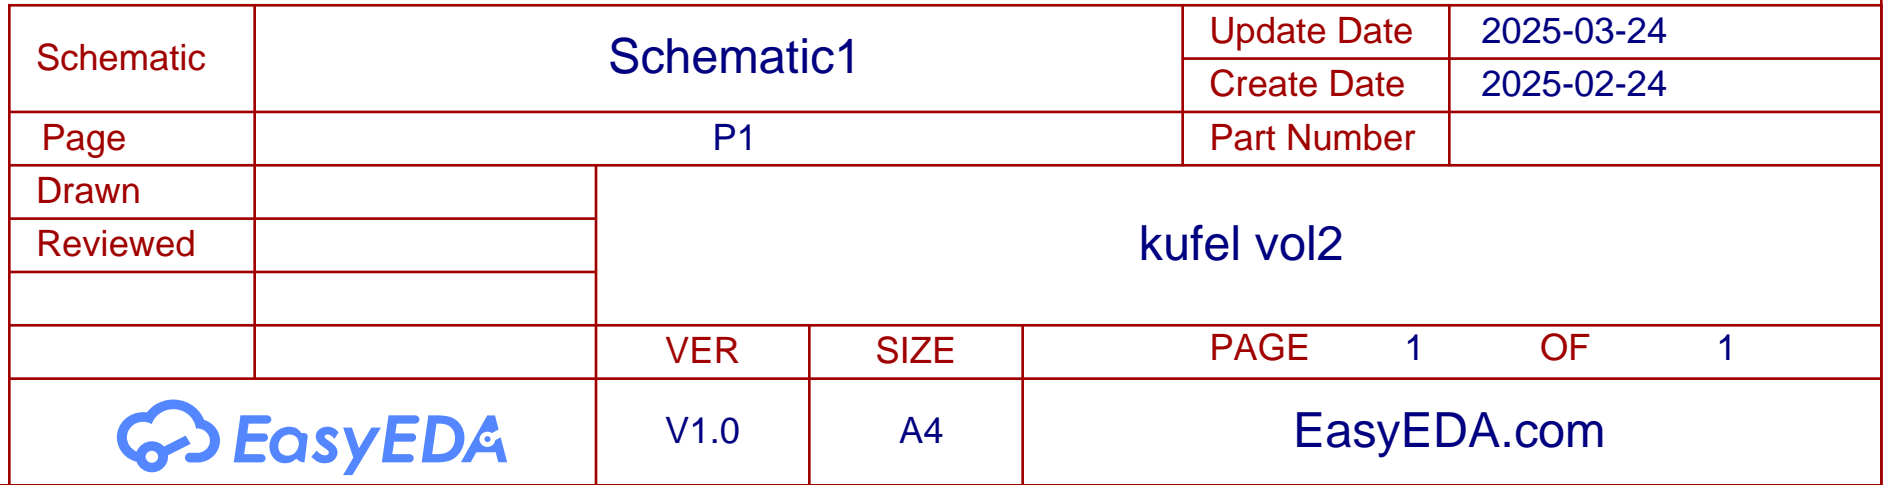 Schematic
Schematic1
Update Date 2025-03-24
Create Date 2025-02-24
Page P1 Part Number
Drawn
Reviewed
kufel vol2
VER SIZE PAGE 1 OF 1
EasyEDA V1.0 A4 EasyEDA.com